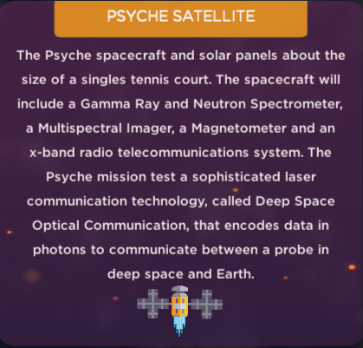 PSYCHE SATELLITE
The Psyche spacecraft and solar panels about the
size of a singles tennis court. The spacecraft will
include a Gamma Ray and Neutron Spectrometer,
a Multispectral Imager, a Magnetometer and an
x-band radio telecommunications system. The
Psyche mission test a sophisticated laser
communication technology, called Deep Space
Optical Communication, that encodes data in
photons to communicate between a probe in
deep space and Earth.